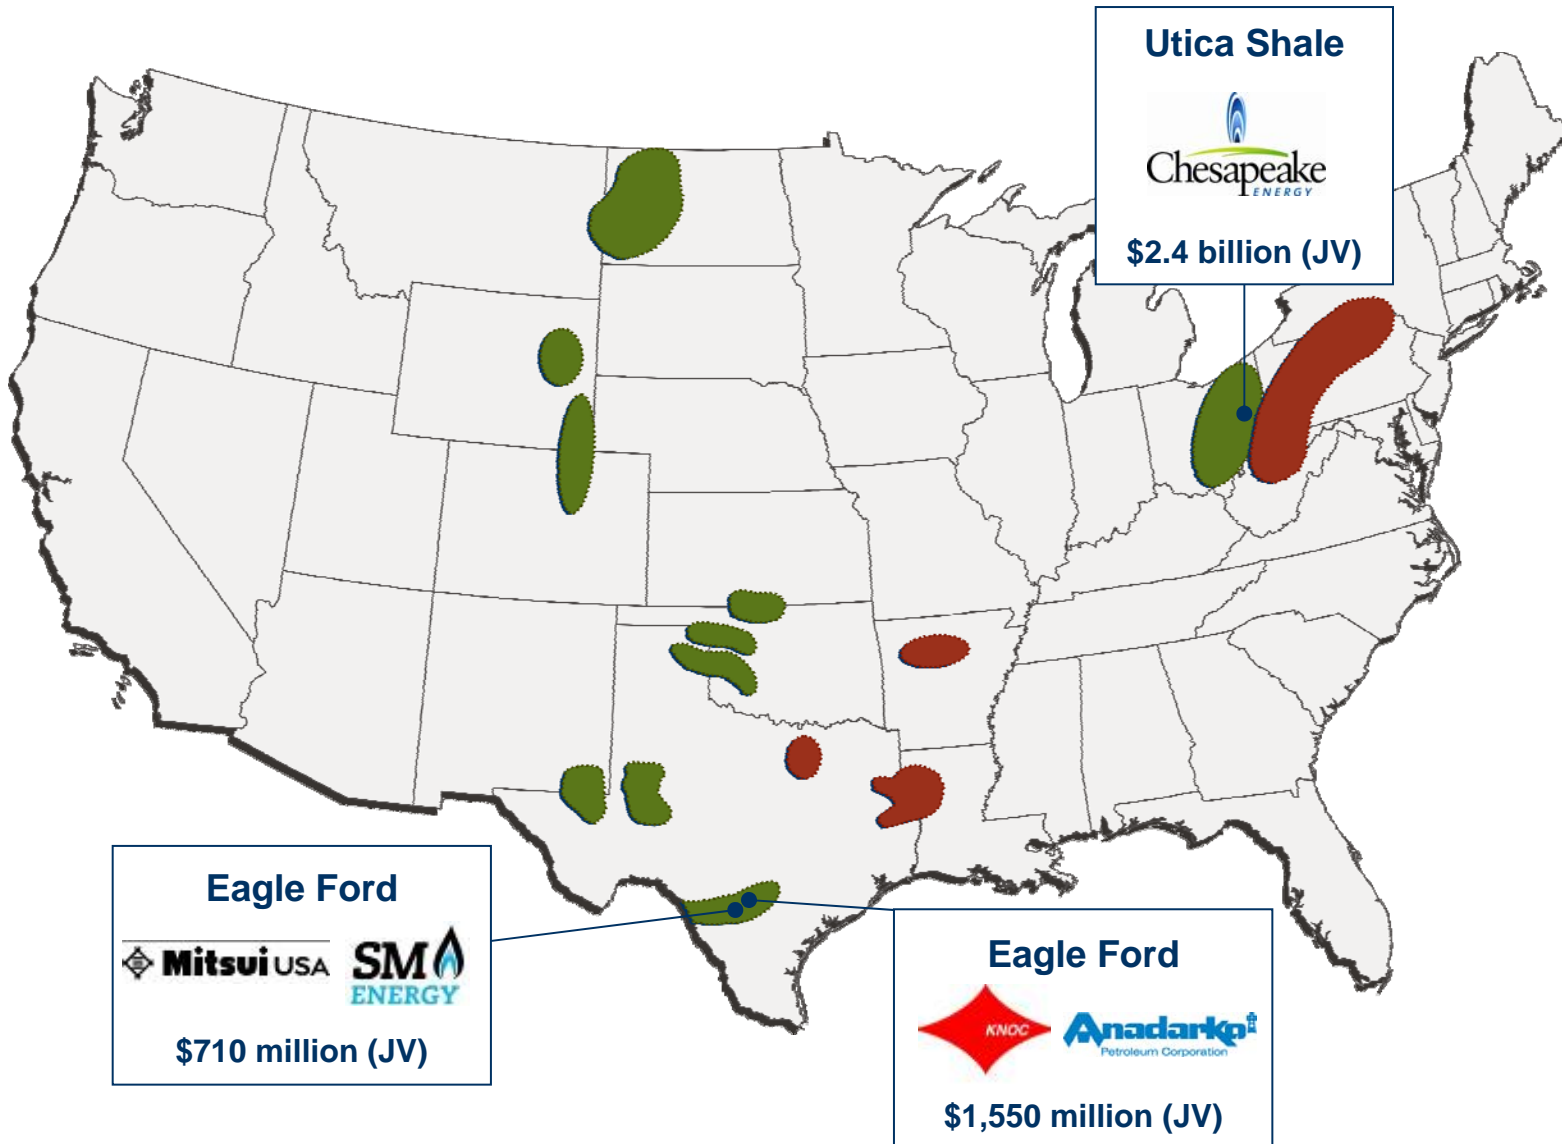 Utica Shale
Chesapeake
ENERGY
$2.4 billion (JV)
Eagle Ford
Mitsui USA
SM
ENERGY
$710 million (JV)
Eagle Ford
KNOC
Anadarko
Petroleum Corporation
$1,550 million (JV)